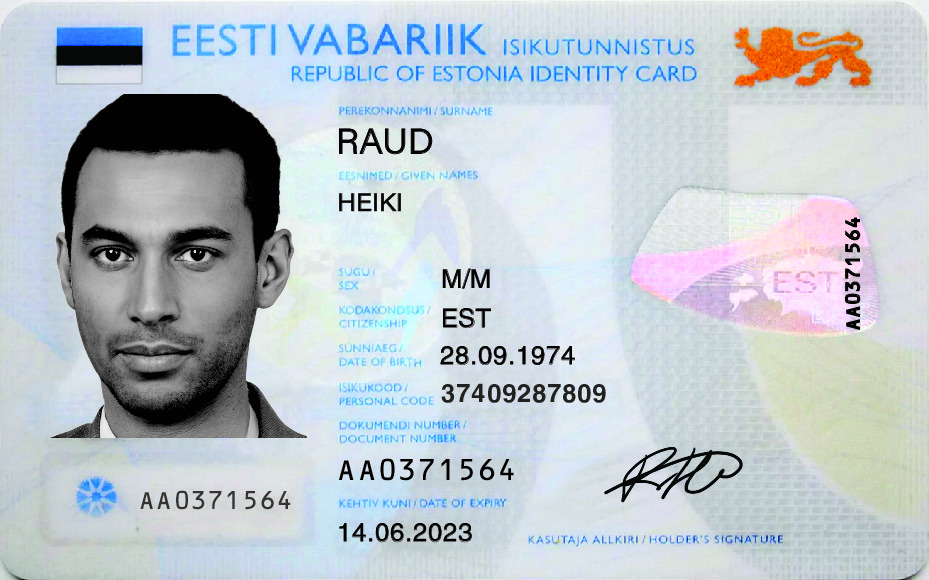 EESTI VABARIIK ISIKUTUNNISTUS
REPUBLIC OF ESTONIA IDENTITY CARD
PEREKONNANIMI / SURNAME
RAUD
EESNIMED / GIVEN NAMES
HEIKI
SUGU /
SEX
M/M
KODAKONDSUS /
CITIZENSHIP
EST
SÜNNIAEG /
DATE OF BIRTH
28.09.1974
ISIKUKOOD /
PERSONAL CODE
37409287809
DOKUMENDI NUMBER /
DOCUMENT NUMBER
AA0371564
KEHTIV KUNI / DATE OF EXPIRY
14.06.2023
AA0371564
EST
AA0371564
KASUTAJA ALLKIRI / HOLDER'S SIGNATURE